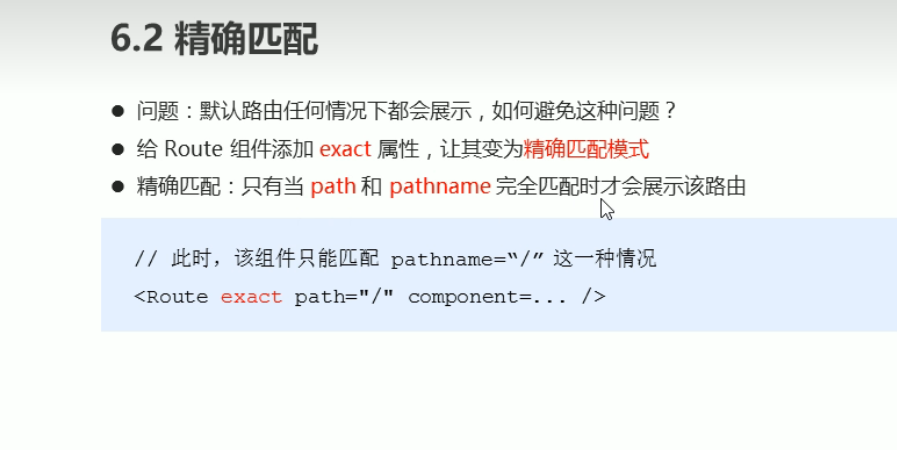 6.2 精确匹配
● 问题：默认路由任何情况下都会展示，如何避免这种问题？
● 给 Route 组件添加 exact 属性，让其变为精确匹配模式
● 精确匹配：只有当 path 和 pathname 完全匹配时才会展示该路由
// 此时，该组件只能匹配 pathname=“/” 这一种情况
<Route exact path="/" component=... />